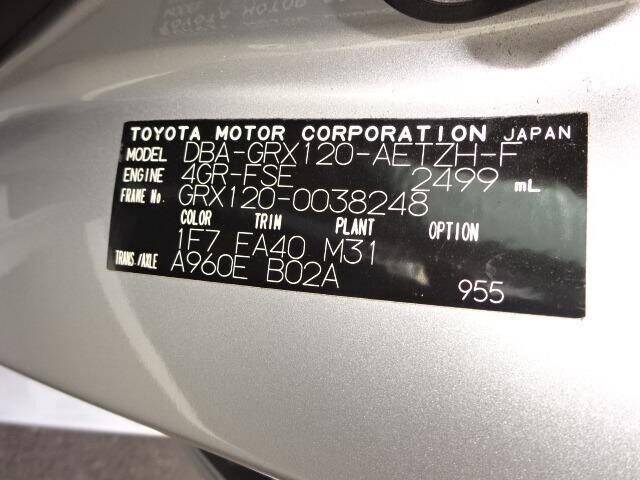 TOYOTA MOTOR CORPORATION JAPAN
MODEL DBA-GRX120-AETZH-F
ENGINE 4GR-FSE 2499 mL
FRAME No. GRX120-0038248
COLOR TRIM PLANT OPTION
1F7 FA40 M31
TRANS/AXLE A960E B02A
955